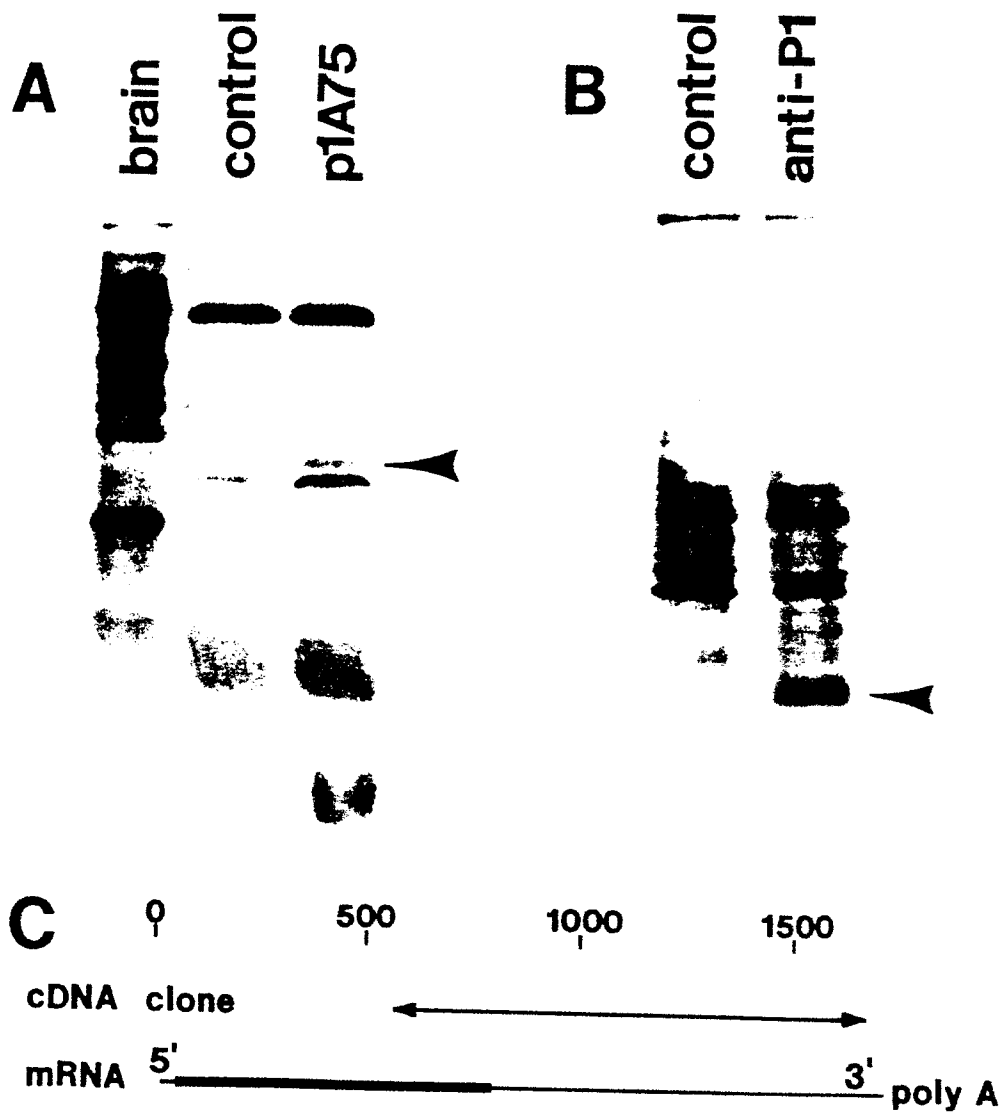 A
brain
control
p1A75
B
control
anti-P1
C
0 500 1000 1500
cDNA clone
mRNA 5' 3' poly A